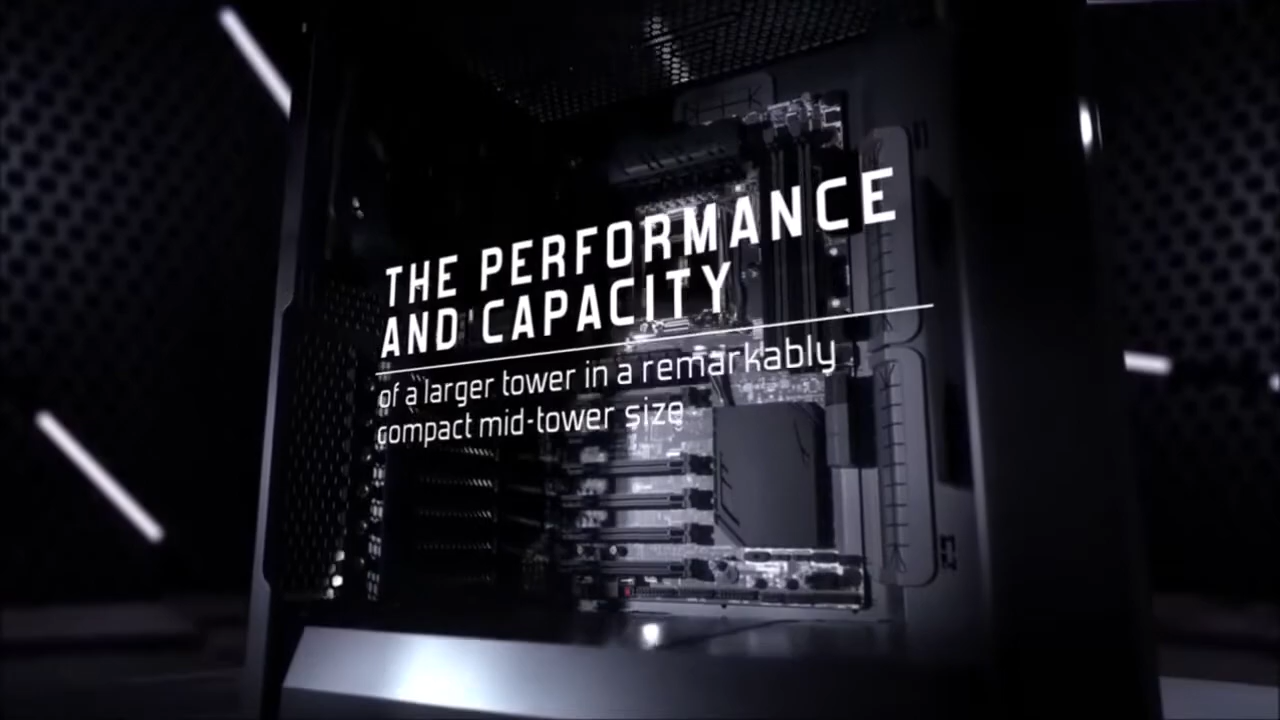 THE PERFORMANCE
AND CAPACITY
of a larger tower in a remarkably
compact mid-tower size